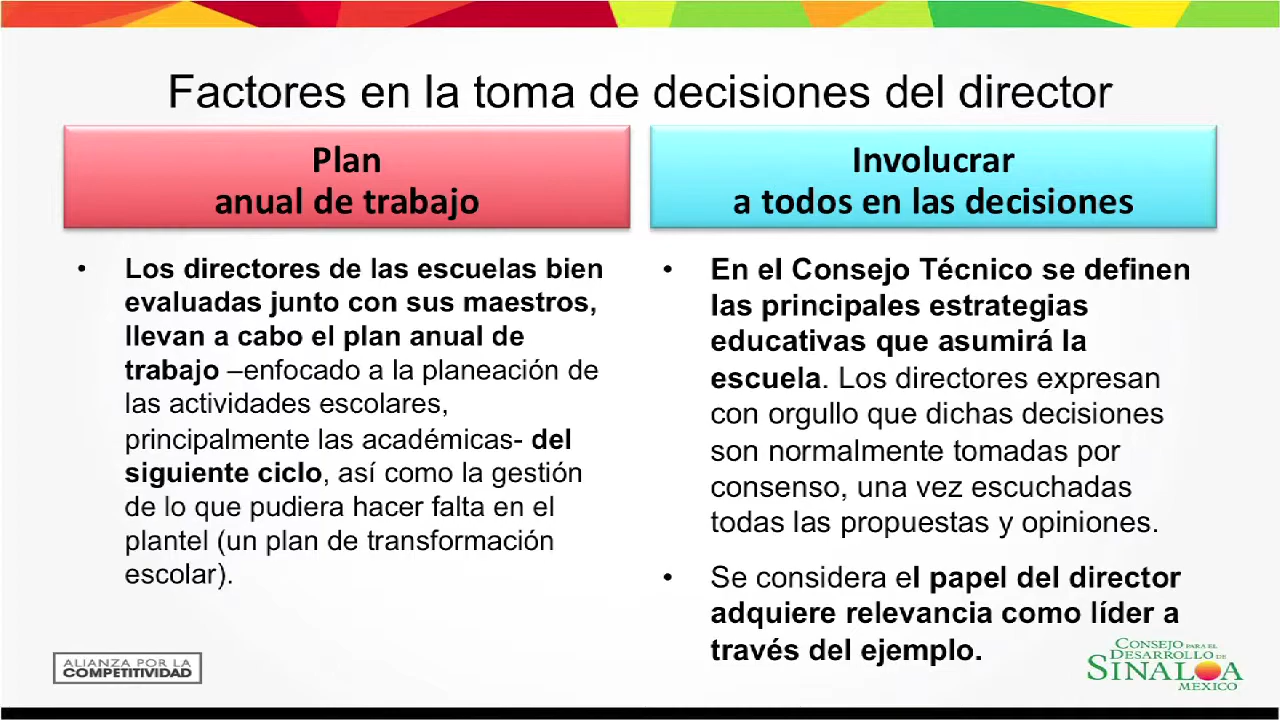 Factores en la toma de decisiones del director
Plan
anual de trabajo
• Los directores de las escuelas bien
evaluadas junto con sus maestros,
llevan a cabo el plan anual de
trabajo –enfocado a la planeación de
las actividades escolares,
principalmente las académicas- del
siguiente ciclo, así como la gestión
de lo que pudiera hacer falta en el
plantel (un plan de transformación
escolar).
Involucrar
a todos en las decisiones
• En el Consejo Técnico se definen
las principales estrategias
educativas que asumirá la
escuela. Los directores expresan
con orgullo que dichas decisiones
son normalmente tomadas por
consenso, una vez escuchadas
todas las propuestas y opiniones.
• Se considera el papel del director
adquiere relevancia como líder a
través del ejemplo.
ALIANZA POR LA
COMPETITIVIDAD
CONSEJO PARA EL
DESARROLLO DE
SINALOA
MÉXICO